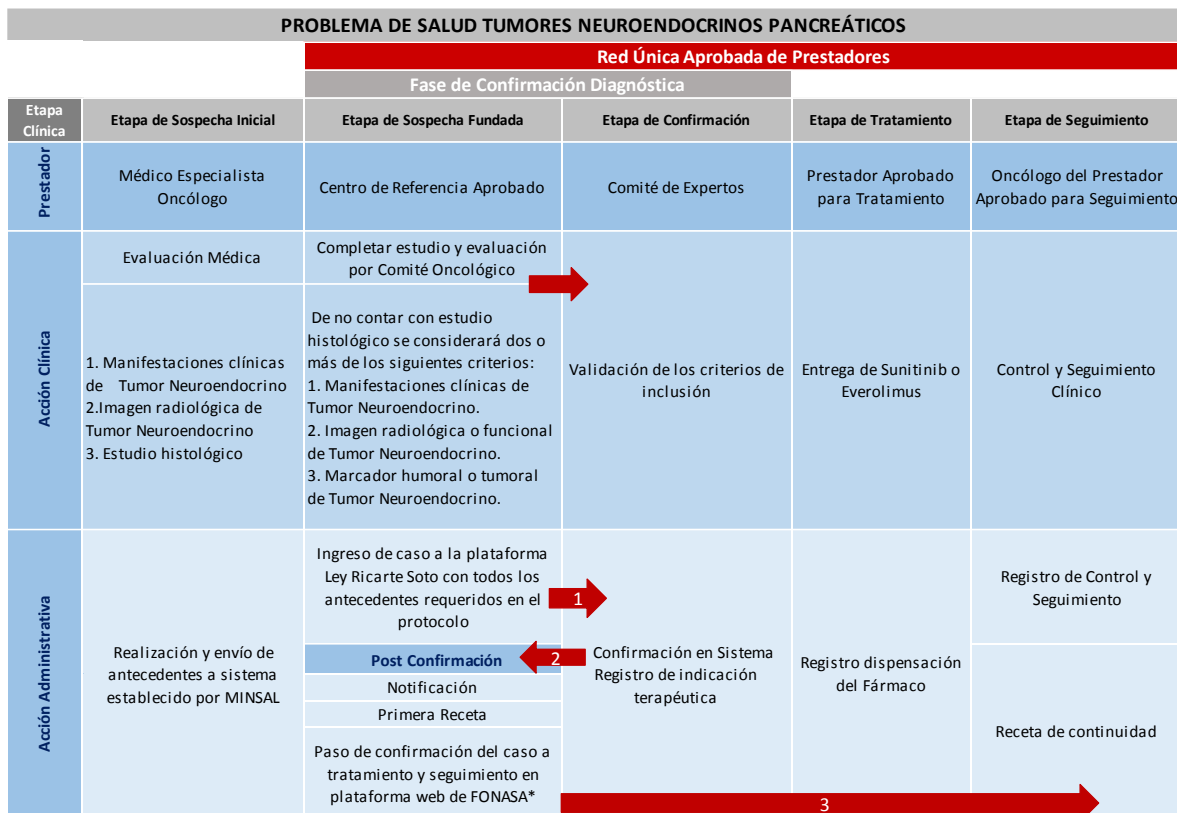 PROBLEMA DE SALUD TUMORES NEUROENDOCRINOS PANCREÁTICOS
Red Única Aprobada de Prestadores
Fase de Confirmación Diagnóstica
Etapa
Clínica
Etapa de Sospecha Inicial
Etapa de Sospecha Fundada
Etapa de Confirmación
Etapa de Tratamiento
Etapa de Seguimiento
Prestador
Médico Especialista
Oncólogo
Centro de Referencia Aprobado
Comité de Expertos
Prestador Aprobado
para Tratamiento
Oncólogo del Prestador
Aprobado para Seguimiento
Acción Clínica
Evaluación Médica
Completar estudio y evaluación
por Comité Oncológico
1. Manifestaciones clínicas
de Tumor Neuroendocrino
2.Imagen radiológica de
Tumor Neuroendocrino
3. Estudio histológico
De no contar con estudio
histológico se considerará dos o
más de los siguientes criterios:
1. Manifestaciones clínicas de
Tumor Neuroendocrino.
2. Imagen radiológica o funcional
de Tumor Neuroendocrino.
3. Marcador humoral o tumoral
de Tumor Neuroendocrino.
Validación de los criterios de
inclusión
Entrega de Sunitinib o
Everolimus
Control y Seguimiento
Clínico
Acción Administrativa
Realización y envío de
antecedentes a sistema
establecido por MINSAL
Ingreso de caso a la plataforma
Ley Ricarte Soto con todos los
antecedentes requeridos en el
protocolo
1
Post Confirmación
2
Notificación
Primera Receta
Paso de confirmación del caso a
tratamiento y seguimiento en
plataforma web de FONASA*
Confirmación en Sistema
Registro de indicación
terapéutica
Registro dispensación
del Fármaco
Registro de Control y
Seguimiento
Receta de continuidad
3